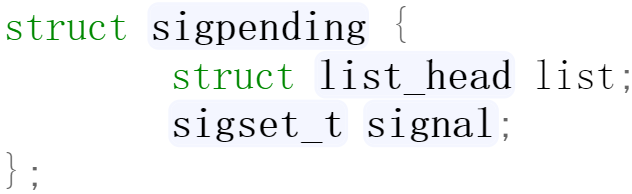 struct sigpending {
        struct list_head list;
        sigset_t signal;
};